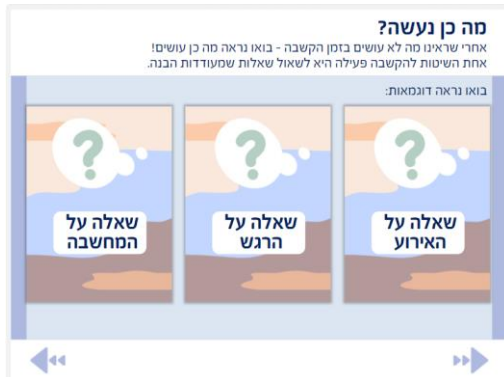 מה כן נעשה?
אחרי שראינו מה לא עושים בזמן הקשבה - בואו נראה מה כן עושים!
אחת השיטות להקשבה פעילה היא לשאול שאלות שמעודדות הבנה.
בואו נראה דוגמאות:
שאלה על
האירוע
שאלה על
הרגש
שאלה על
המחשבה